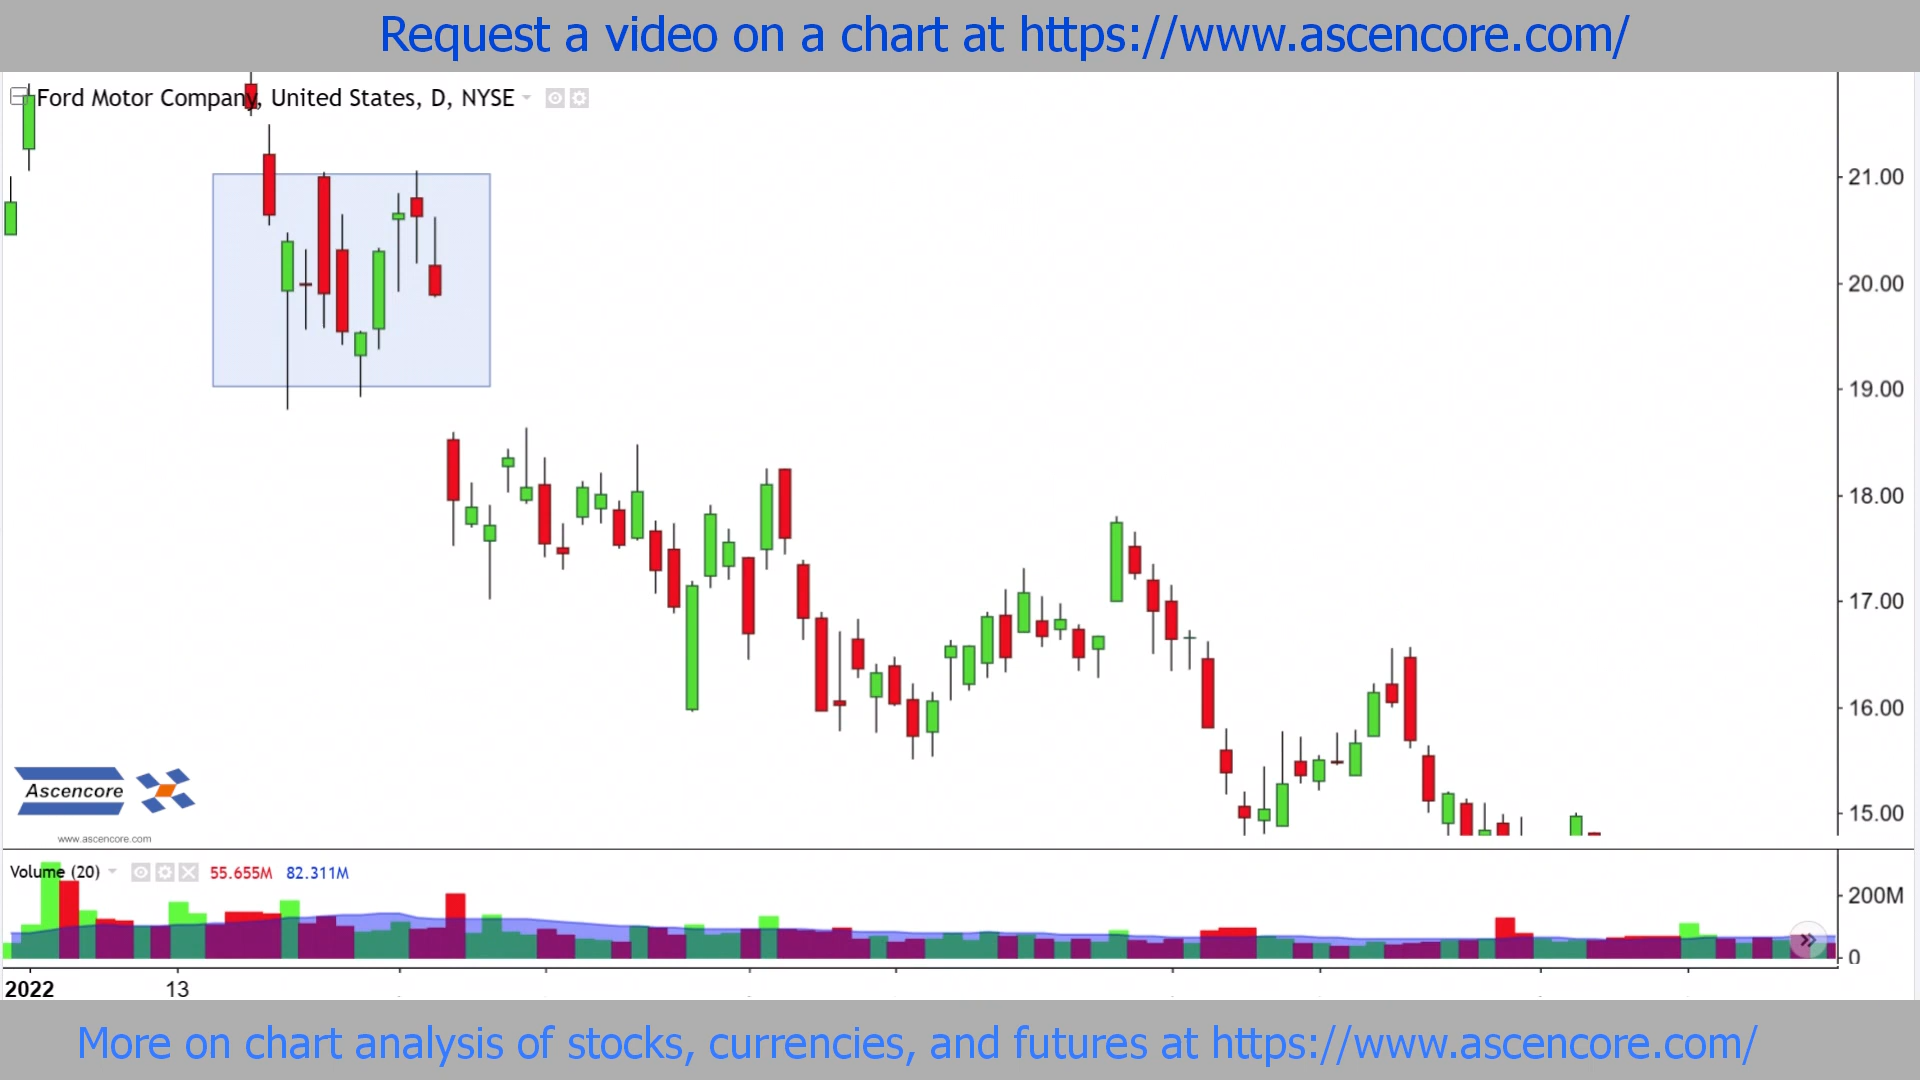 Request a video on a chart at https://www.ascencore.com/
Ford Motor Company, United States, D, NYSE
21.00
20.00
19.00
18.00
17.00
16.00
15.00
Ascencore
www.ascencore.com
Volume (20) 55.655M 82.311M
200M
0
2022 13
More on chart analysis of stocks, currencies, and futures at https://www.ascencore.com/